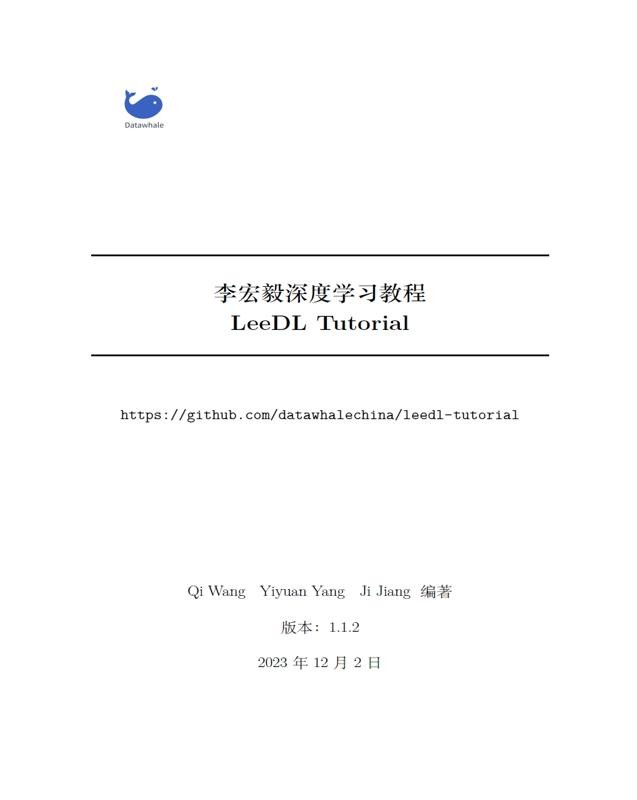 Datawhale
李宏毅深度学习教程
LeeDL Tutorial
https://github.com/datawhalechina/leedl-tutorial
Qi Wang Yiyuan Yang Ji Jiang 编著
版本：1.1.2
2023 年 12 月 2 日